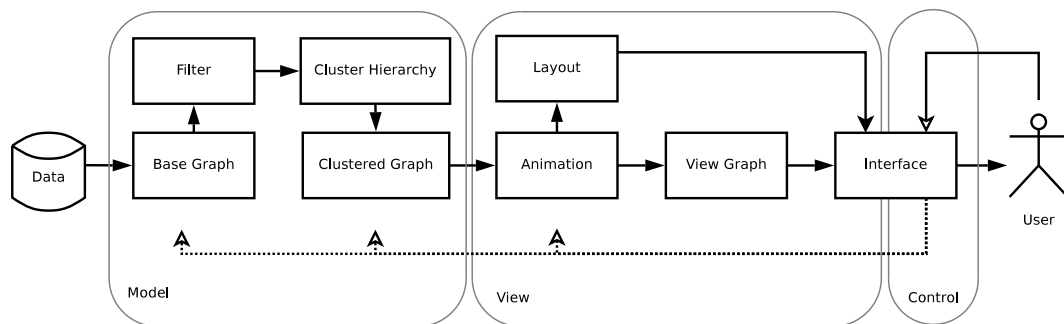 Filter
Cluster Hierarchy
Layout
Data
Base Graph
Clustered Graph
Animation
View Graph
Interface
User
Model
View
Control